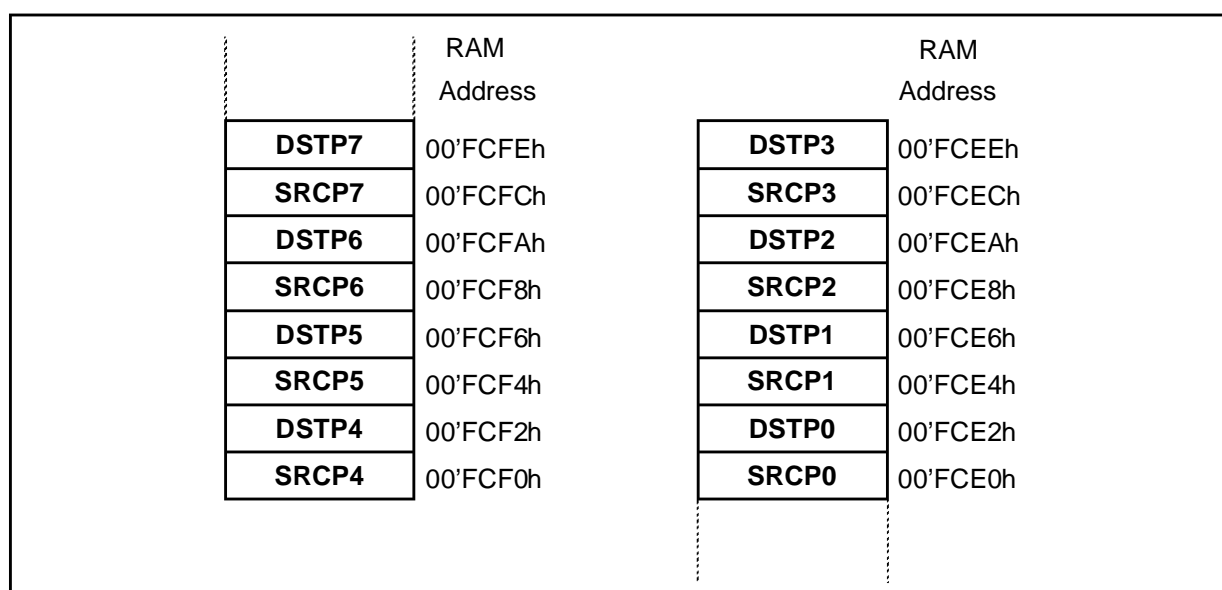 RAM
Address
DSTP7 00’FCFEh
SRCP7 00’FCFCh
DSTP6 00’FCFAh
SRCP6 00’FCF8h
DSTP5 00’FCF6h
SRCP5 00’FCF4h
DSTP4 00’FCF2h
SRCP4 00’FCF0h
RAM
Address
DSTP3 00’FCEEh
SRCP3 00’FCECh
DSTP2 00’FCEAh
SRCP2 00’FCE8h
DSTP1 00’FCE6h
SRCP1 00’FCE4h
DSTP0 00’FCE2h
SRCP0 00’FCE0h